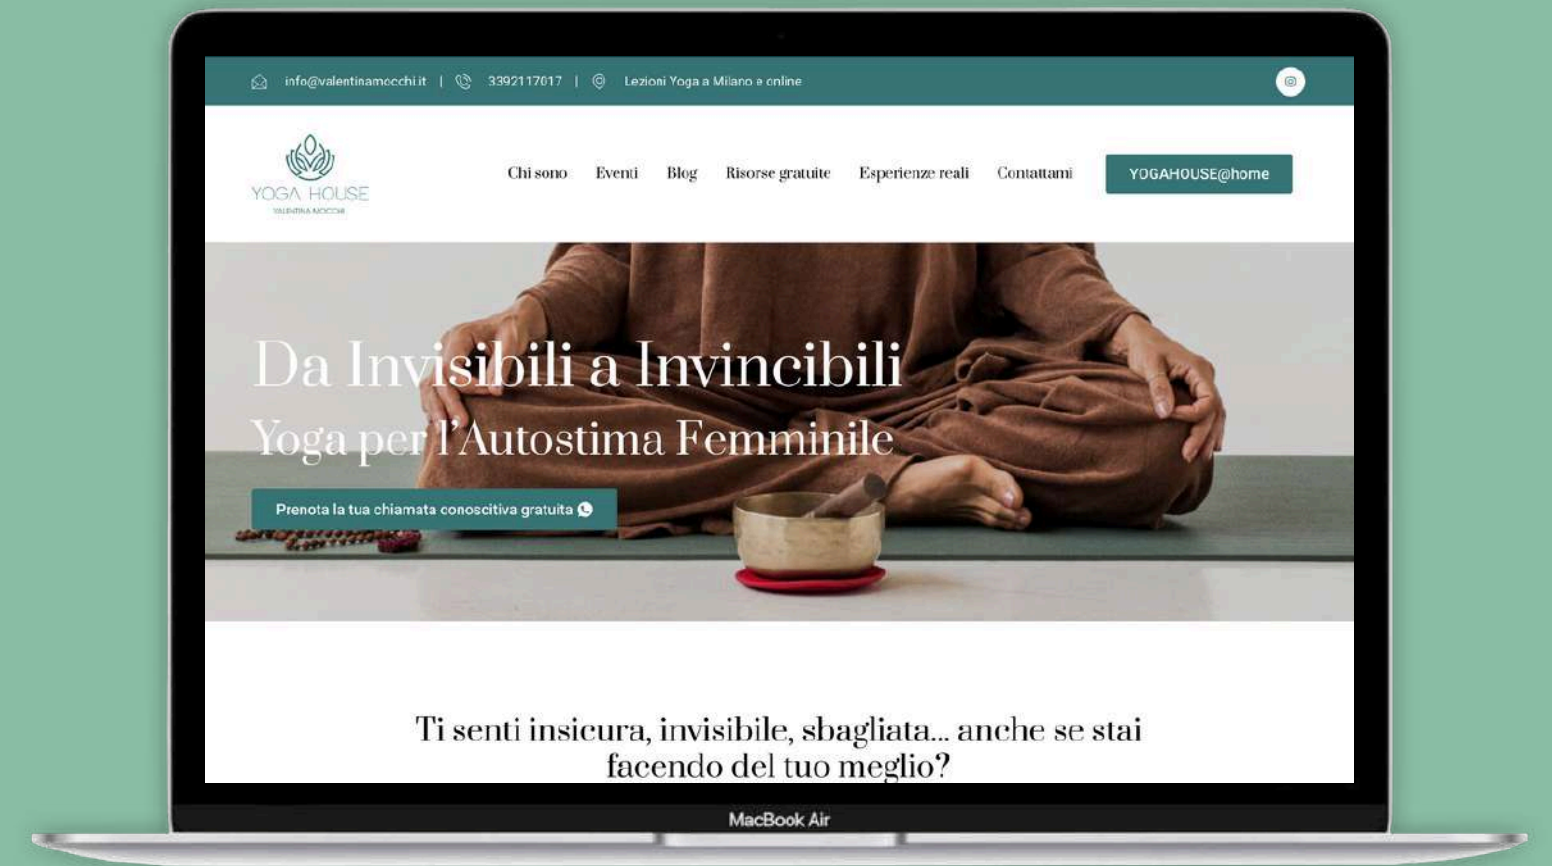 info@valentinamocchi.it | 3392117017 | Lezioni Yoga a Milano e online
YOGA HOUSE
VALENTINA MOCCHI
Chi sono Eventi Blog Risorse gratuite Esperienze reali Contattami YOGAHOUSE@home
Da Invisibili a Invincibili
Yoga per l'Autostima Femminile
Prenota la tua chiamata conoscitiva gratuita
Ti senti insicura, invisibile, sbagliata... anche se stai
facendo del tuo meglio?
MacBook Air